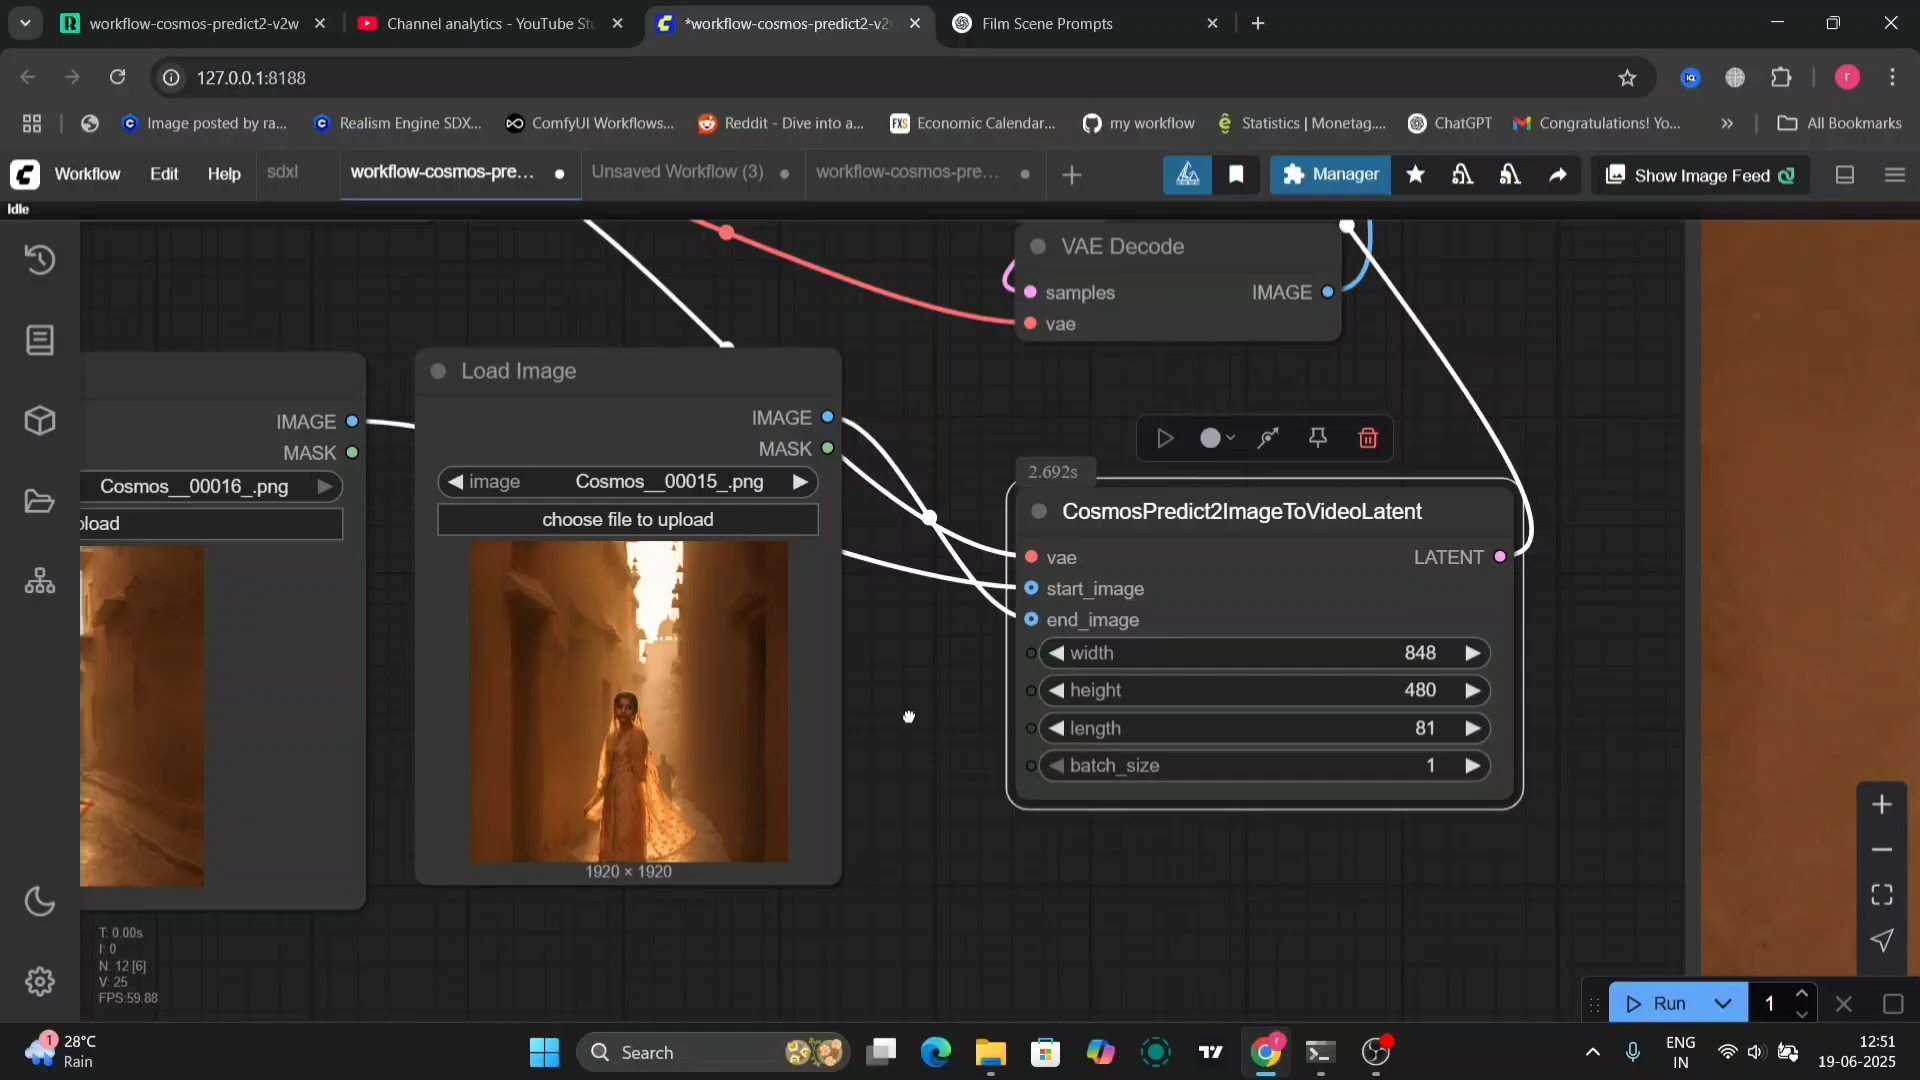 workflow-cosmos-predict2-v2w
Channel analytics - YouTube Stu
*workflow-cosmos-predict2-v2w
Film Scene Prompts
127.0.0.1:8188
Image posted by ra...
Realism Engine SDX...
ComfyUI Workflows...
Reddit - Dive into a...
FXS
Economic Calendar...
my workflow
Statistics | Monetag....
ChatGPT
Congratulations! Yo...
All Bookmarks
Workflow
Edit
Help
sdxl
workflow-cosmos-pre...
Unsaved Workflow (3)
workflow-cosmos-pre...
Manager
Show Image Feed
Idle
VAE Decode
samples
IMAGE
vae
Load Image
IMAGE
MASK
IMAGE
MASK
Cosmos__00016_.png
image
Cosmos__00015_.png
pload
choose file to upload
1920 × 1920
2.692s
CosmosPredict2ImageToVideoLatent
vae
LATENT
start_image
end_image
width
848
height
480
length
81
batch_size
1
T: 0.00s
I: 0
N: 12 [6]
V: 25
FPS:59.88
Run
1
1
28°C
Rain
Search
ENG
IN
12:51
19-06-2025